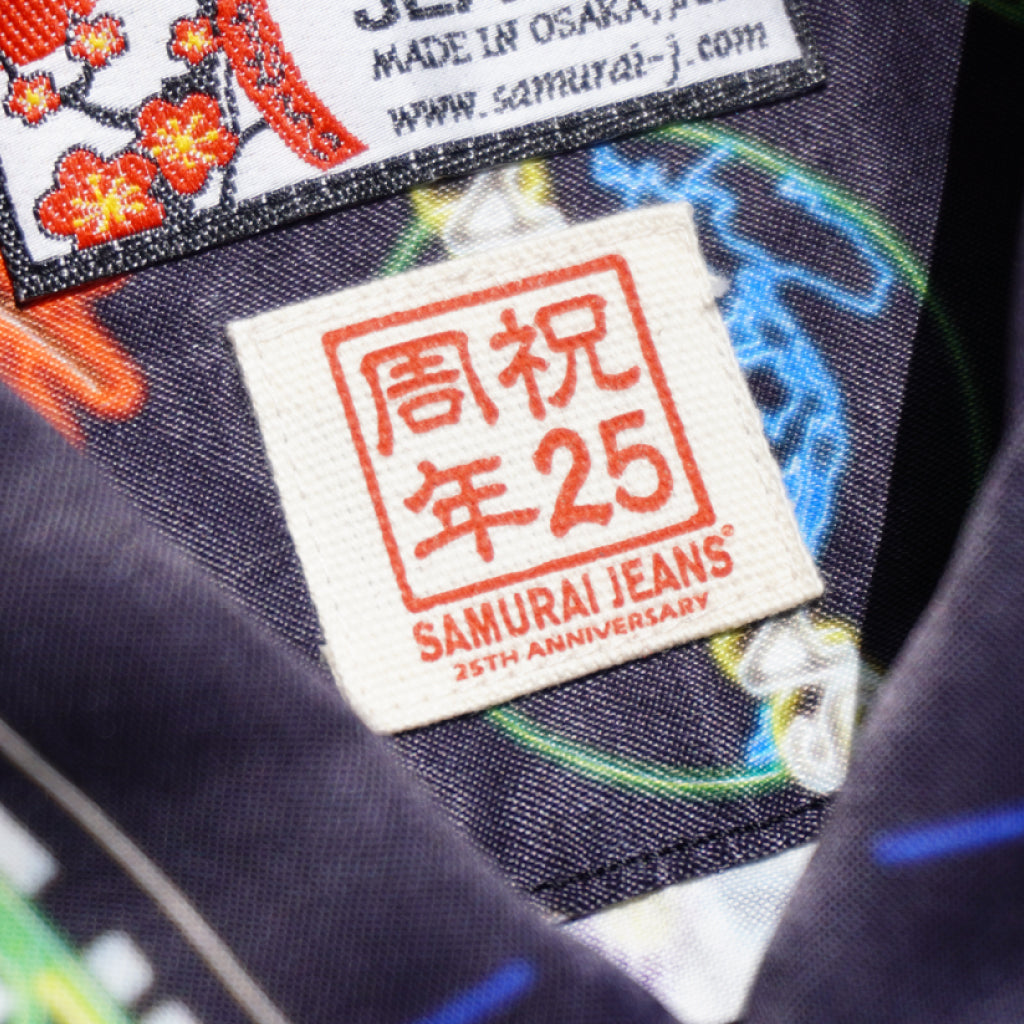 MADE IN OSAKA,
www.samurai-j.com
祝25
周年
SAMURAI JEANS®
25TH ANNIVERSARY